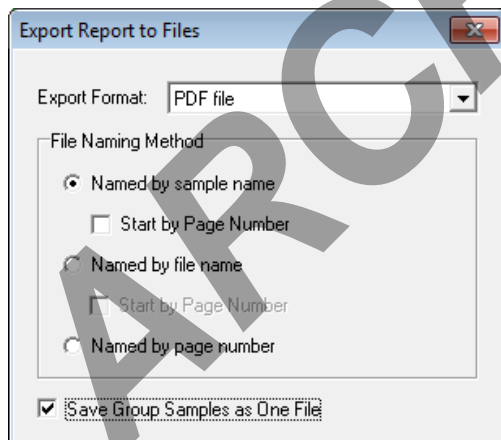 Export Report to Files
Export Format: PDF file
File Naming Method
Named by sample name
Start by Page Number
Named by file name
Start by Page Number
Named by page number
Save Group Samples as One File